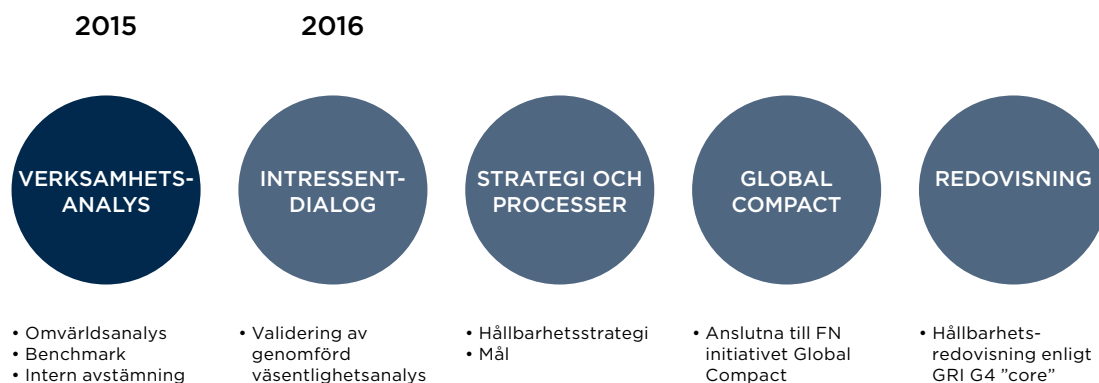 2015
2016
VERKSAMHETS-
ANALYS
INTRESSENT-
DIALOG
STRATEGI OCH
PROCESSER
GLOBAL
COMPACT
REDOVISNING
• Omvärldsanalys
• Benchmark
• Intern avstämning
• Validering av
genomförd
väsentlighetsanalys
• Hållbarhetsstrategi
• Mål
• Anslutna till FN
initiativet Global
Compact
• Hållbarhets-
redovisning enligt
GRI G4 ”core”